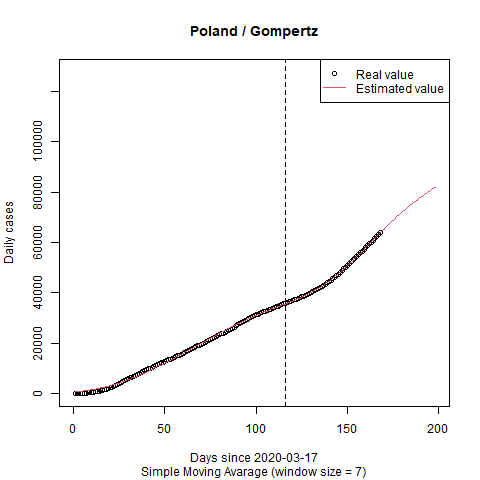 Poland / Gompertz
Real value
Estimated value
Daily cases
0
20000
40000
60000
80000
100000
0
50
100
150
200
Days since 2020-03-17
Simple Moving Avarage (window size = 7)